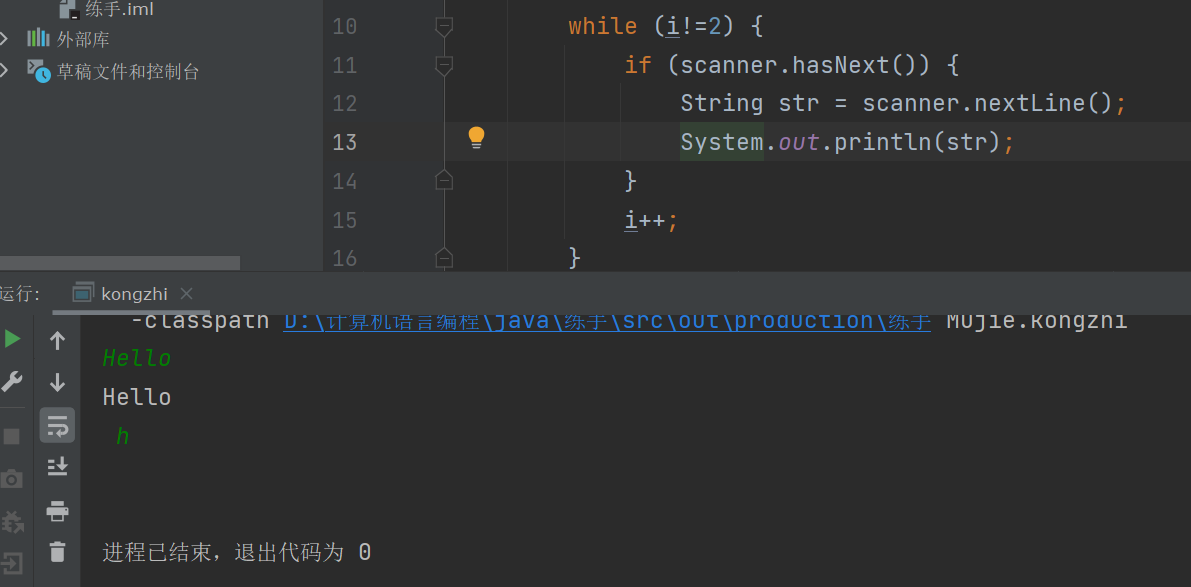 练手.iml
外部库
草稿文件和控制台
10 while (i!=2) {
11 if (scanner.hasNext()) {
12 String str = scanner.nextLine();
13 System.out.println(str);
14 }
15 i++;
16 }
运行: kongzhi
-classpath D:\计算机语言编程\java\练手\src\out\production\练手 Mujie.kongzhi
Hello
Hello
h
进程已结束，退出代码为 0